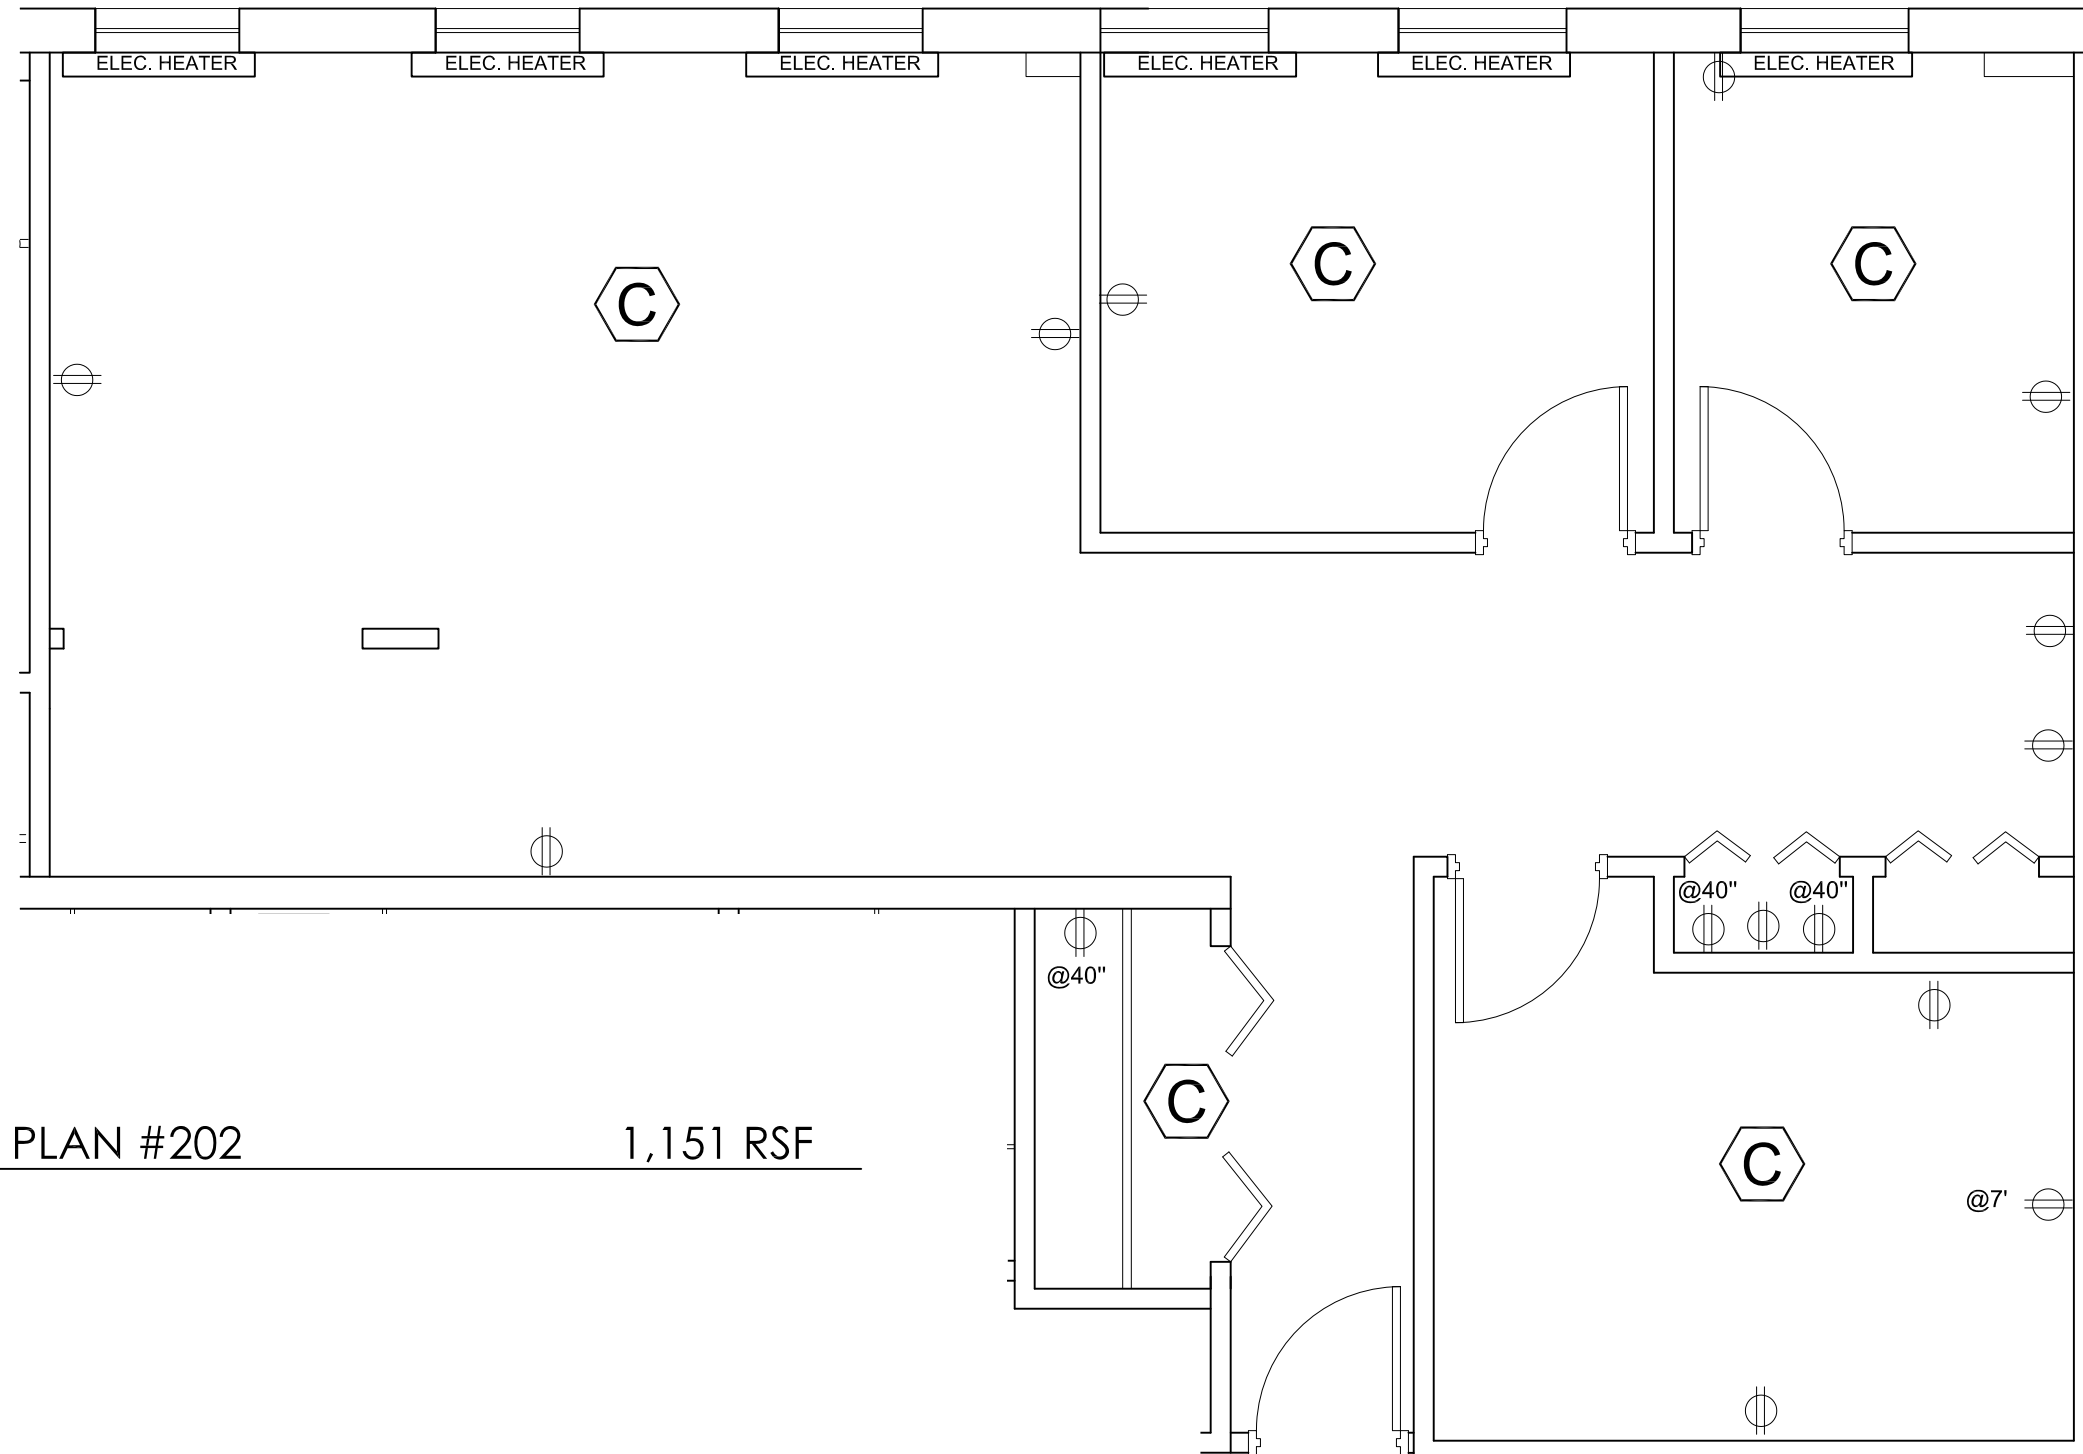 ELEC. HEATER ELEC. HEATER ELEC. HEATER ELEC. HEATER ELEC. HEATER ELEC. HEATER
C C
C
@40" @40"
@40"
C
PLAN #202 1,151 RSF
C
@7'